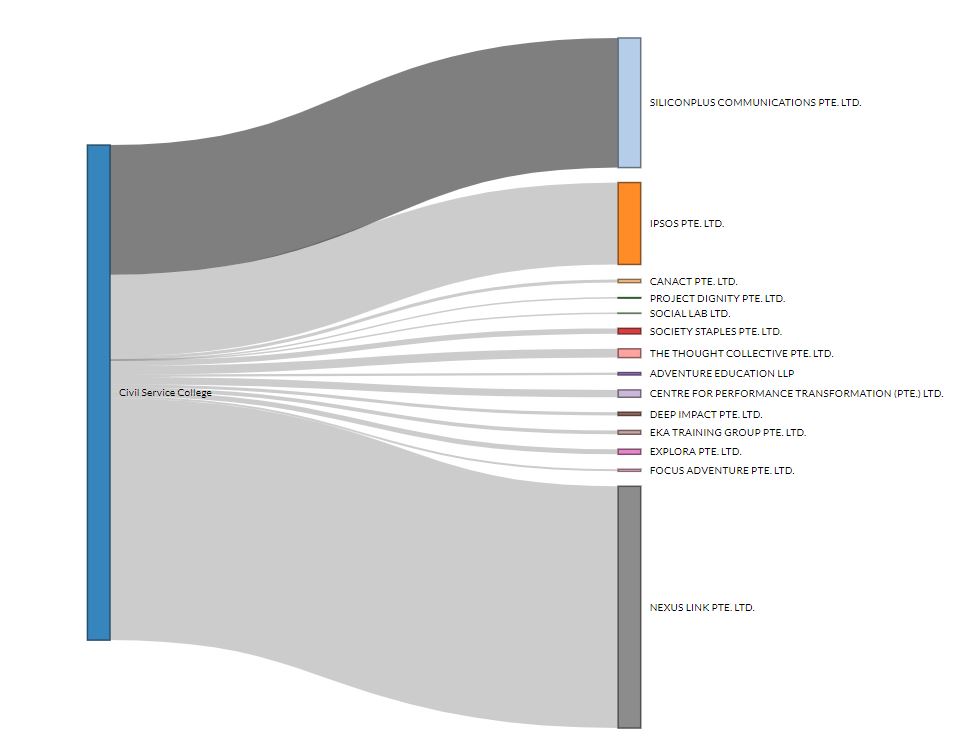 SILICONPLUS COMMUNICATIONS PTE. LTD.
IPSOS PTE. LTD.
CANACT PTE. LTD.
PROJECT DIGNITY PTE. LTD.
SOCIAL LAB LTD.
SOCIETY STAPLES PTE. LTD.
THE THOUGHT COLLECTIVE PTE. LTD.
ADVENTURE EDUCATION LLP
Civil Service College
CENTRE FOR PERFORMANCE TRANSFORMATION (PTE.) LTD.
DEEP IMPACT PTE. LTD.
EKA TRAINING GROUP PTE. LTD.
EXPLORA PTE. LTD.
FOCUS ADVENTURE PTE. LTD.
NEXUS LINK PTE. LTD.